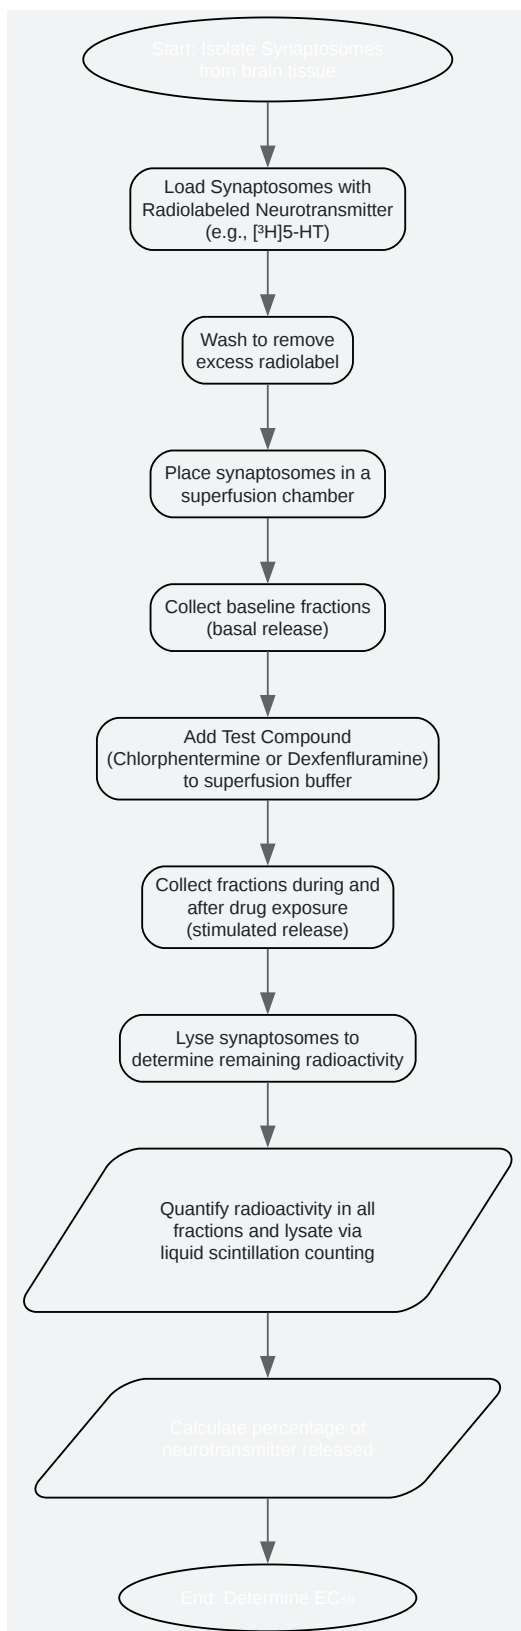 Start: Isolate Synaptosomes
from brain tissue
Load Synaptosomes with
Radiolabeled Neurotransmitter
(e.g., [³H]5-HT)
Wash to remove
excess radiolabel
Place synaptosomes in a
superfusion chamber
Collect baseline fractions
(basal release)
Add Test Compound
(Chlorphentermine or Dexfenfluramine)
to superfusion buffer
Collect fractions during and
after drug exposure
(stimulated release)
Lyse synaptosomes to
determine remaining radioactivity
Quantify radioactivity in all
fractions and lysate via
liquid scintillation counting
Calculate percentage of
neurotransmitter released
End: Determine EC₅₀